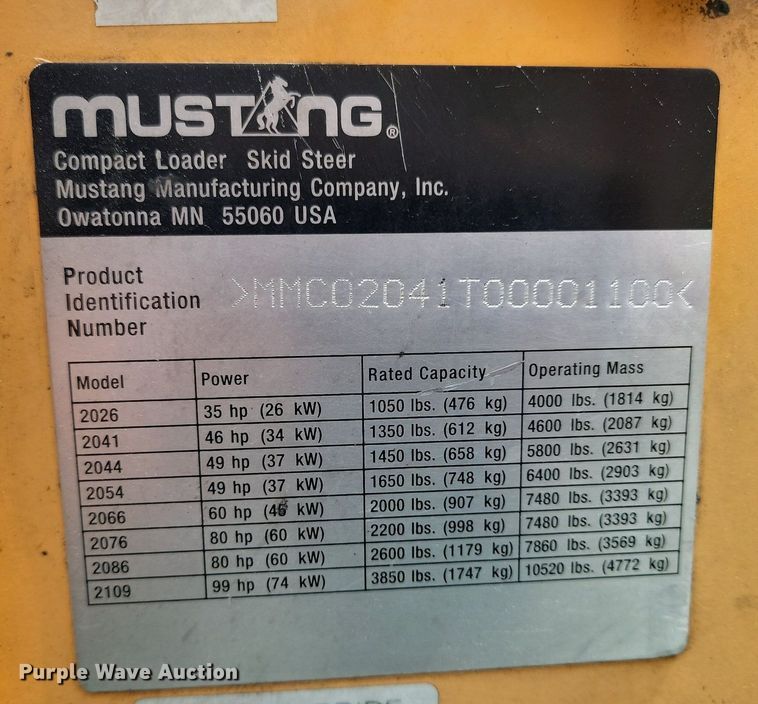 MUSTANG®
Compact Loader Skid Steer
Mustang Manufacturing Company, Inc.
Owatonna MN 55060 USA
Product
Identification
Number
>MMC02041T00001100<
Model Power Rated Capacity Operating Mass
2026 35 hp (26 kW) 1050 lbs. (476 kg) 4000 lbs. (1814 kg)
2041 46 hp (34 kW) 1350 lbs. (612 kg) 4600 lbs. (2087 kg)
2044 49 hp (37 kW) 1450 lbs. (658 kg) 5800 lbs. (2631 kg)
2054 49 hp (37 kW) 1650 lbs. (748 kg) 6400 lbs. (2903 kg)
2066 60 hp (45 kW) 2000 lbs. (907 kg) 7480 lbs. (3393 kg)
2076 80 hp (60 kW) 2200 lbs. (998 kg) 7480 lbs. (3393 kg)
2086 80 hp (60 kW) 2600 lbs. (1179 kg) 7860 lbs. (3569 kg)
2109 99 hp (74 kW) 3850 lbs. (1747 kg) 10520 lbs. (4772 kg)
Purple Wave Auction